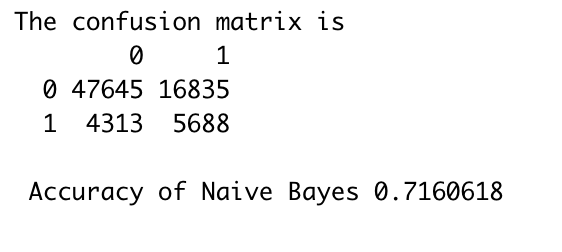 The confusion matrix is
0 1
0 47645 16835
1 4313 5688
Accuracy of Naive Bayes 0.7160618